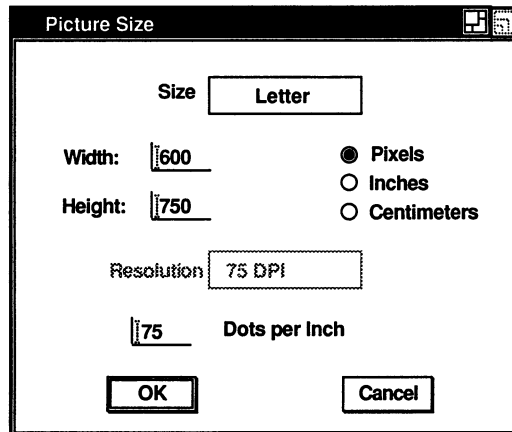 Picture Size
Size Letter
Width: 600 Pixels
Inches
Height: 750 Centimeters
Resolution 75 DPI
75 Dots per Inch
OK Cancel